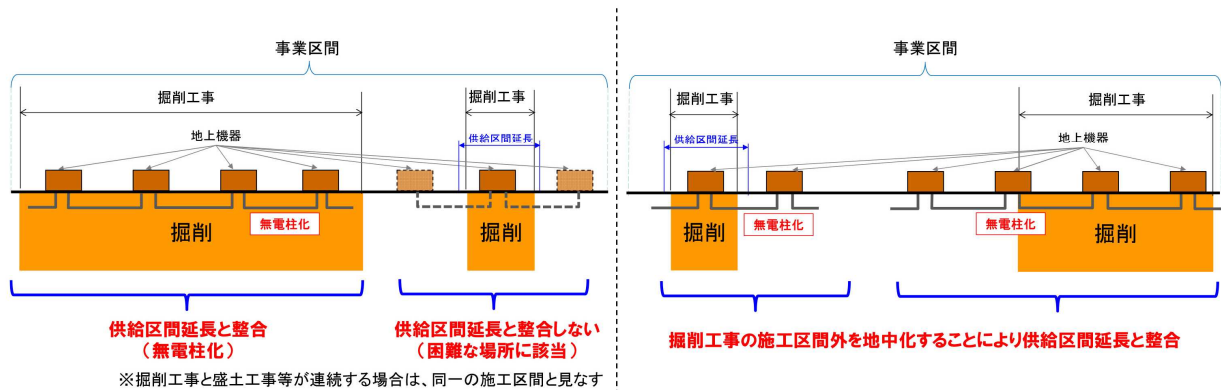 事業区間
掘削工事
掘削工事
地上機器
供給区間延長
無電柱化
掘削
掘削
供給区間延長と整合
（無電柱化）
供給区間延長と整合しない
（困難な場所に該当）
※掘削工事と盛土工事等が連続する場合は、同一の施工区間と見なす
事業区間
掘削工事
掘削工事
供給区間延長
地上機器
掘削
無電柱化
無電柱化
掘削
掘削工事の施工区間外を地中化することにより供給区間延長と整合